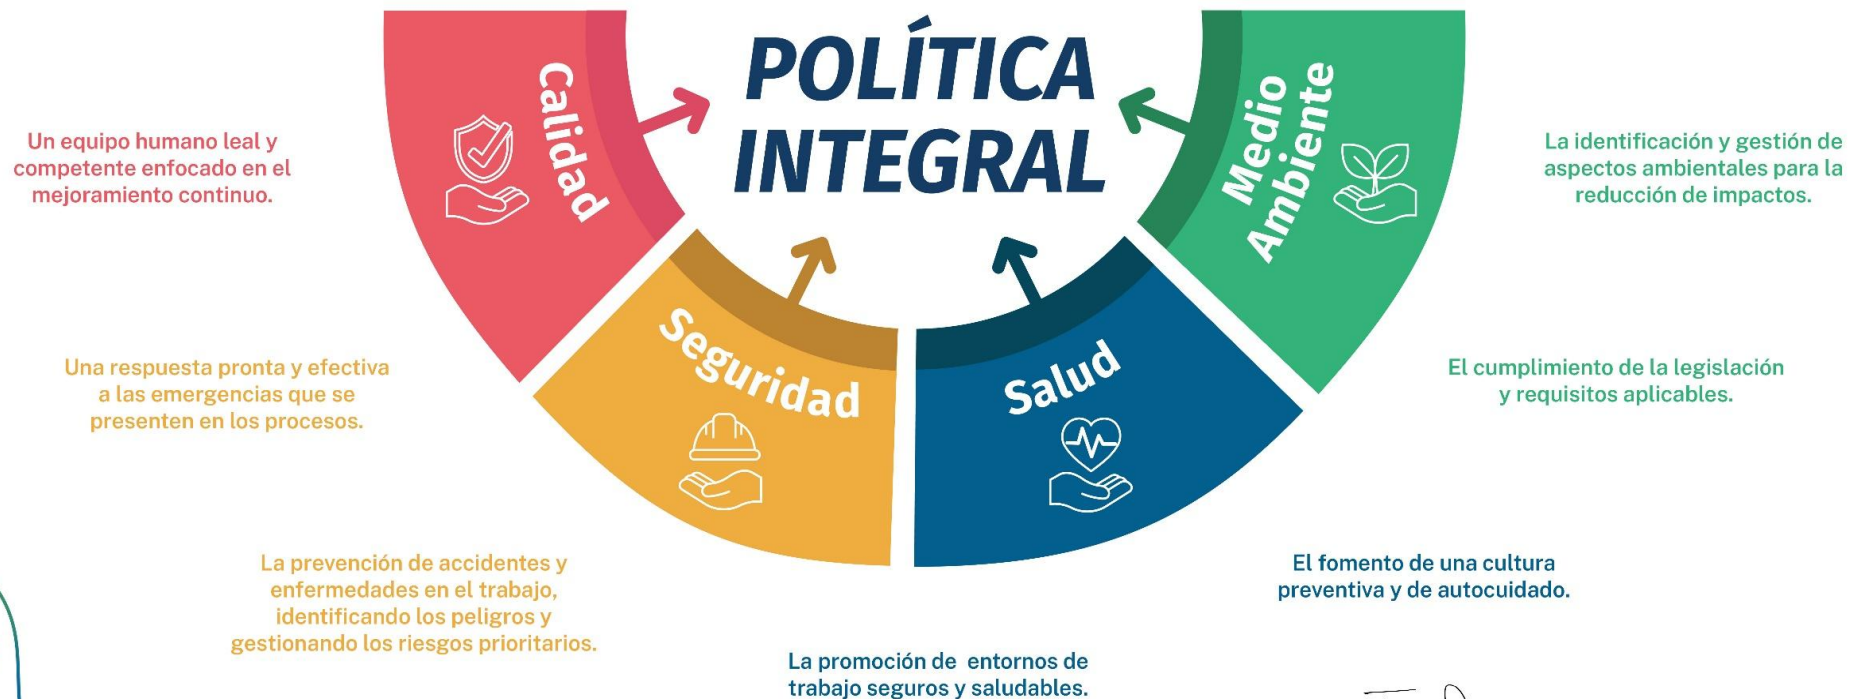 POLÍTICA
INTEGRAL
Calidad
Un equipo humano leal y
competente enfocado en el
mejoramiento continuo.
Seguridad
Una respuesta pronta y efectiva
a las emergencias que se
presenten en los procesos.
La prevención de accidentes y
enfermedades en el trabajo,
identificando los peligros y
gestionando los riesgos prioritarios.
Salud
La promoción de entornos de
trabajo seguros y saludables.
El fomento de una cultura
preventiva y de autocuidado.
Medio
Ambiente
La identificación y gestión de
aspectos ambientales para la
reducción de impactos.
El cumplimiento de la legislación
y requisitos aplicables.